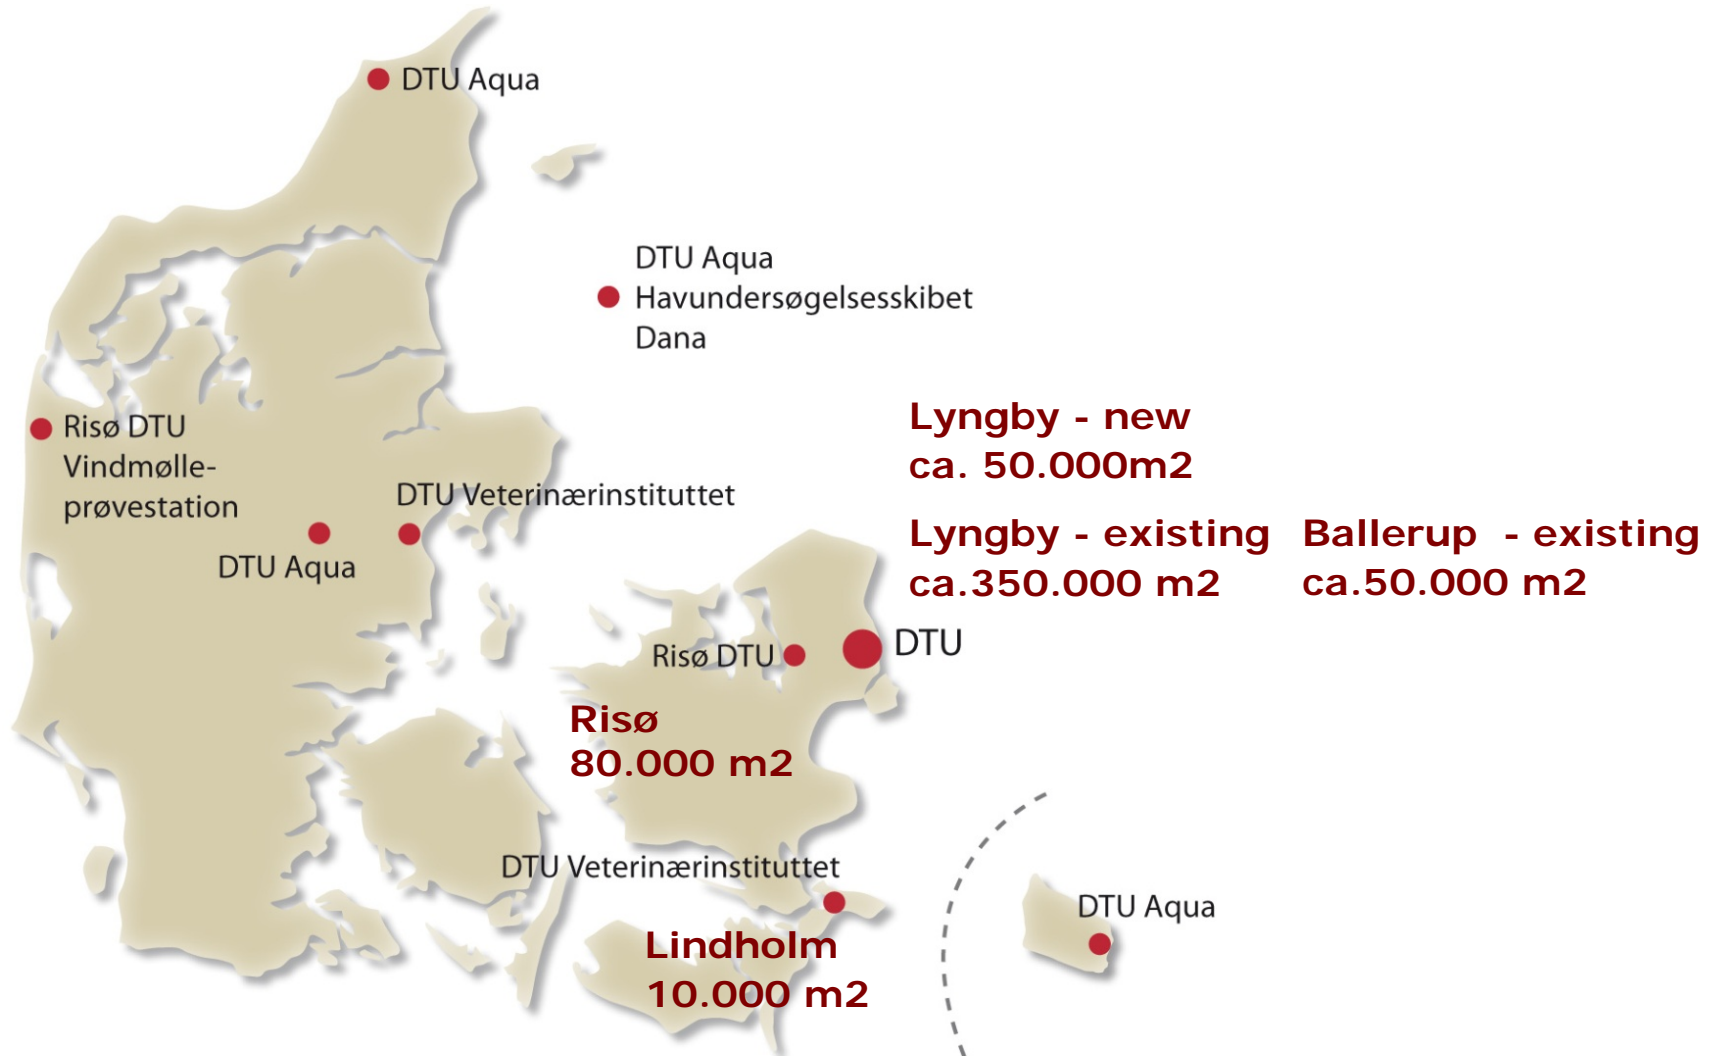 DTU Aqua
DTU Aqua
Havundersøgelsesskibet
Dana
Risø DTU
Vindmølle-
prøvestation
DTU Veterinærinstituttet
DTU Aqua
Lyngby - new
ca. 50.000m2
Lyngby - existing
ca.350.000 m2
Ballerup - existing
ca.50.000 m2
Risø DTU
DTU
Risø
80.000 m2
DTU Veterinærinstituttet
Lindholm
10.000 m2
DTU Aqua